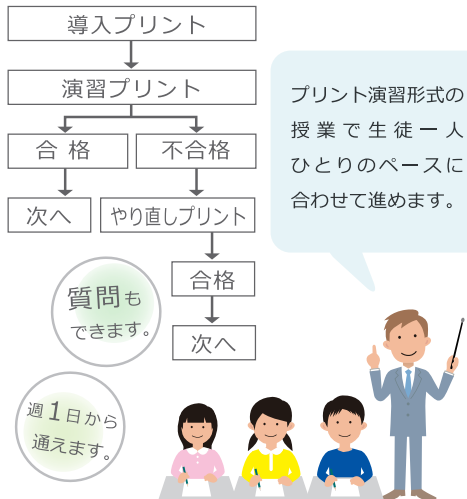 導入プリント
演習プリント
合格
不合格
次へ
やり直しプリント
合格
次へ
プリント演習形式の
授業で生徒一人
ひとりのペースに
合わせて進めます。
質問も
できます。
週1日から
通えます。